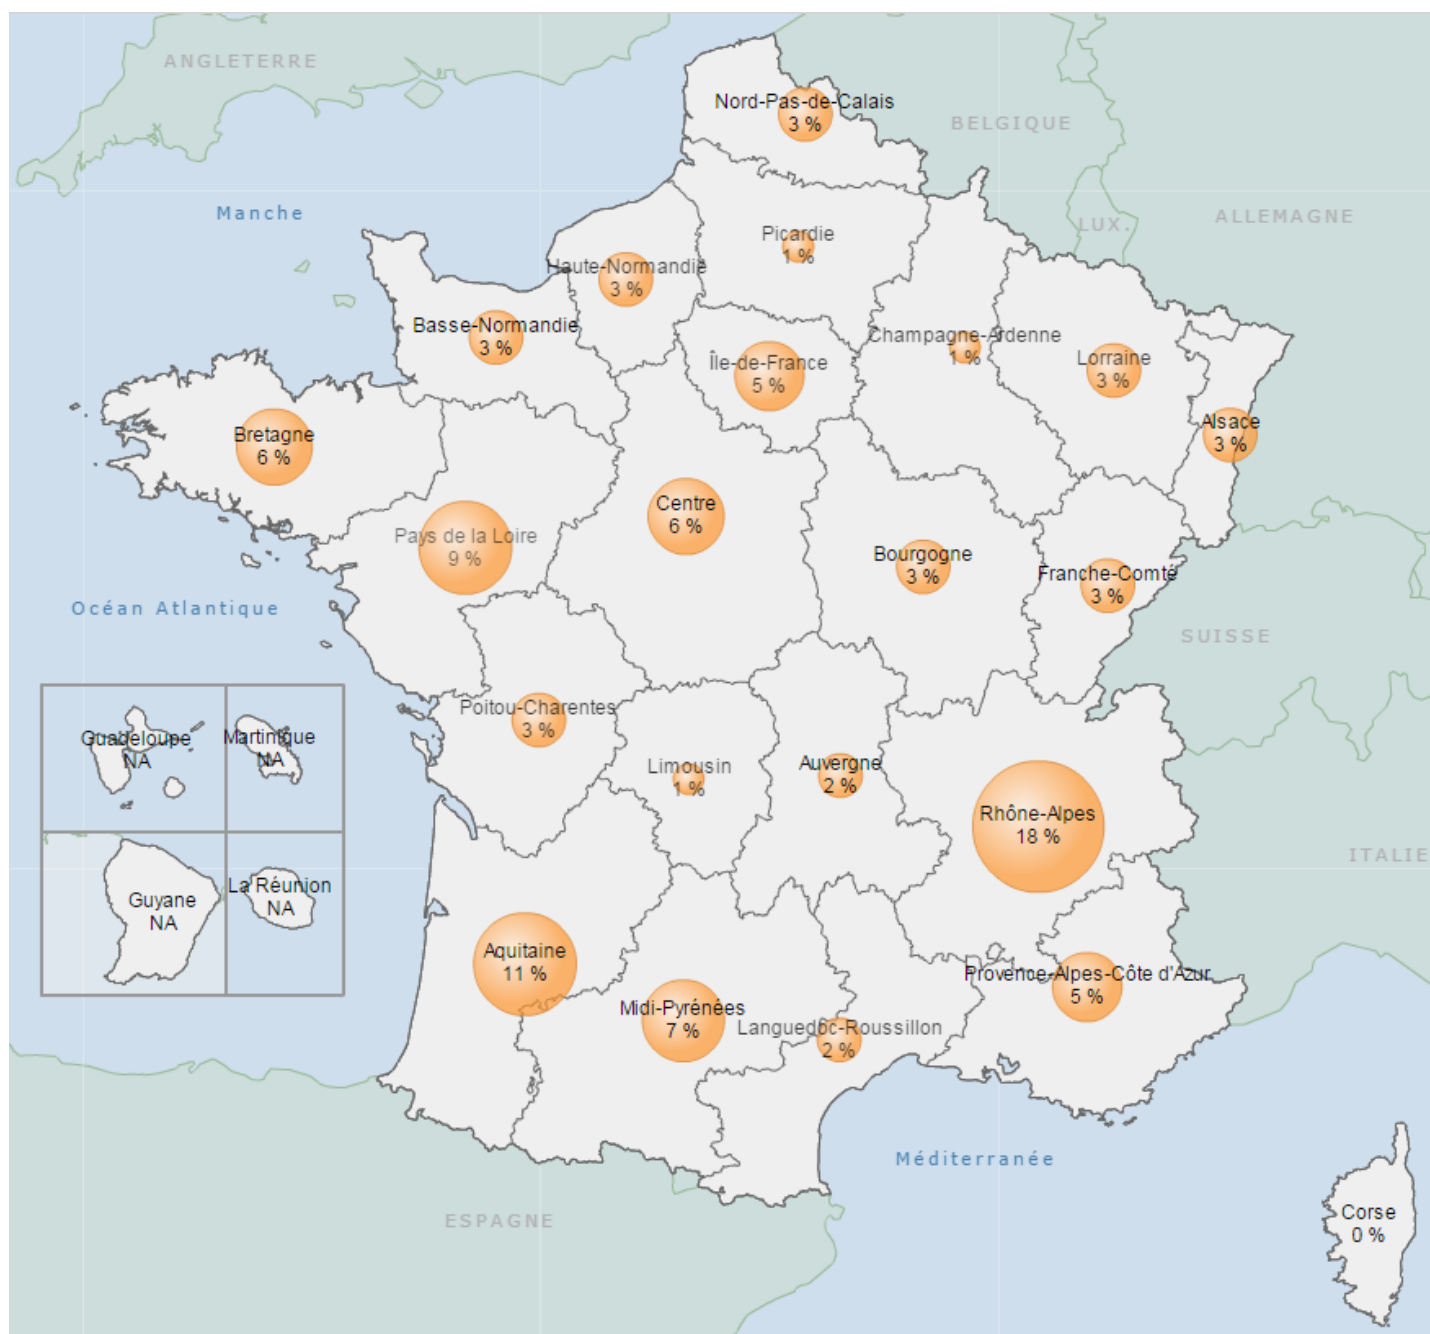 ANGLETERRE
Nord-Pas-de-Calais
3 %
BELGIQUE
Manche
Picardie
1 %
LUX.
ALLEMAGNE
Haute-Normandie
3 %
Basse-Normandie
3 %
Île-de-France
5 %
Champagne-Ardenne
1 %
Lorraine
3 %
Alsace
3 %
Bretagne
6 %
Pays de la Loire
9 %
Centre
6 %
Bourgogne
3 %
Franche-Comté
3 %
Océan Atlantique
SUISSE
Poitou-Charentes
3 %
Guadeloupe
NA
Martinique
NA
Limousin
1 %
Auvergne
2 %
Rhône-Alpes
18 %
ITALIE
Guyane
NA
La Réunion
NA
Aquitaine
11 %
Midi-Pyrénées
7 %
Languedoc-Roussillon
2 %
Provence-Alpes-Côte d'Azur
5 %
Méditerranée
ESPAGNE
Corse
0 %